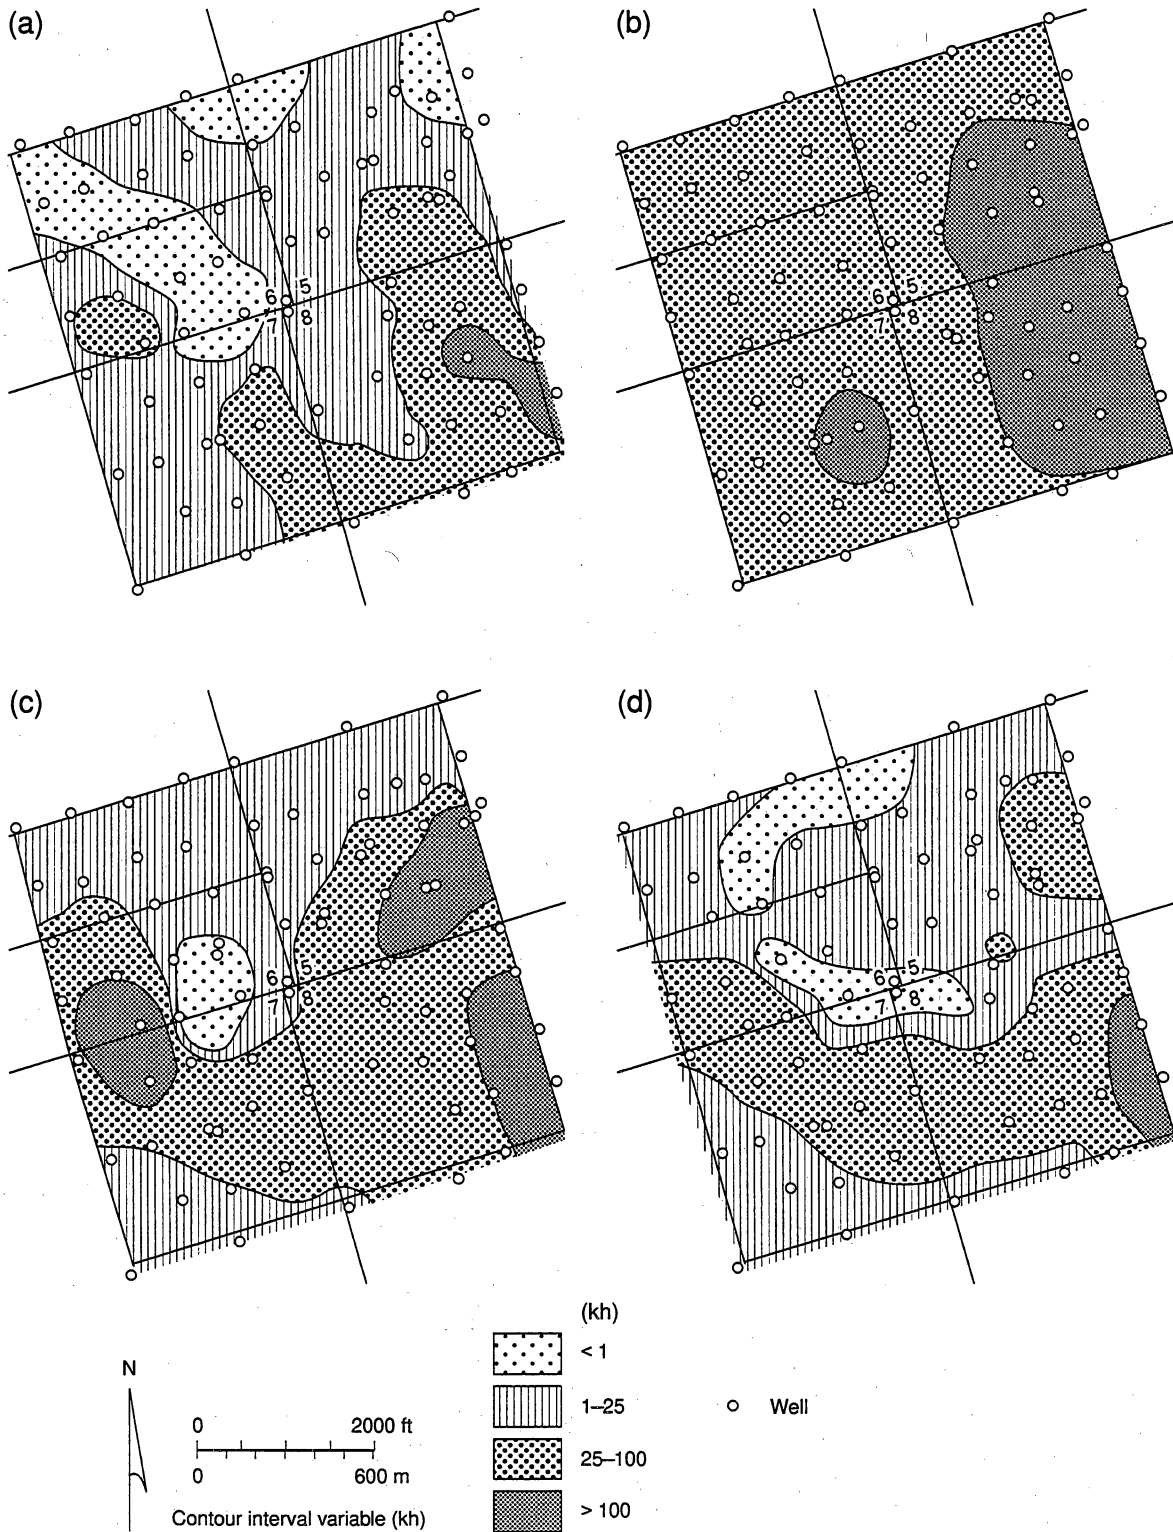 (a)
(b)
6 5
7 8
6 5
7 8
(c)
(d)
6 5
7 8
6 5
7 8
(kh)
N
< 1
0 2000 ft
1–25
Well
0 600 m
25–100
Contour interval variable (kh)
> 100